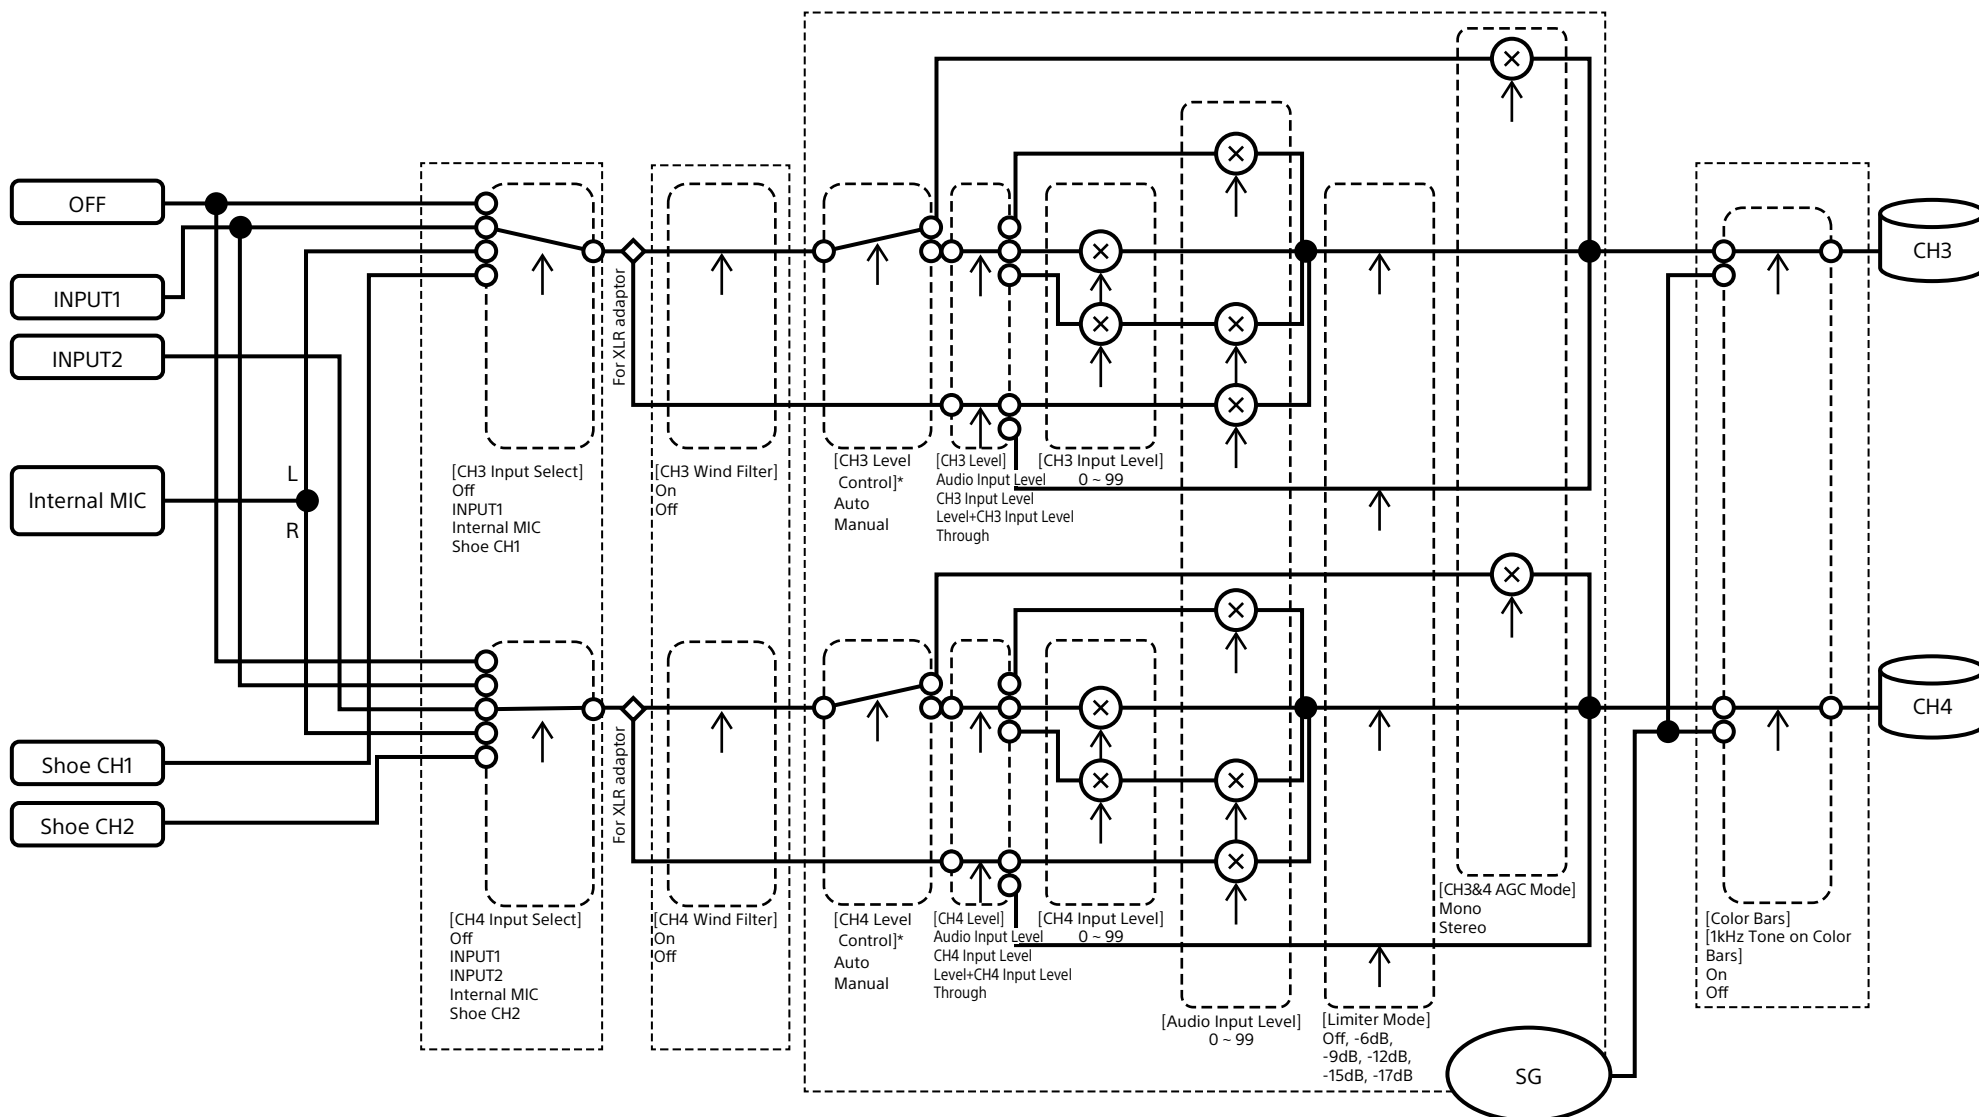 OFF
INPUT1
INPUT2
Internal MIC
L
R
Shoe CH1
Shoe CH2
[CH3 Input Select]
Off
INPUT1
Internal MIC
Shoe CH1
For XLR adaptor
[CH3 Wind Filter]
On
Off
[CH3 Level
Control]*
Auto
Manual
[CH3 Level]
Audio Input Level
CH3 Input Level
Level+CH3 Input Level
Through
[CH3 Input Level]
0 ~ 99
CH3
[CH4 Input Select]
Off
INPUT1
INPUT2
Internal MIC
Shoe CH2
For XLR adaptor
[CH4 Wind Filter]
On
Off
[CH4 Level
Control]*
Auto
Manual
[CH4 Level]
Audio Input Level
CH4 Input Level
Level+CH4 Input Level
Through
[CH4 Input Level]
0 ~ 99
[Audio Input Level]
0 ~ 99
[Limiter Mode]
Off, -6dB,
-9dB, -12dB,
-15dB, -17dB
[CH3&4 AGC Mode]
Mono
Stereo
SG
[Color Bars]
[1kHz Tone on Color
Bars]
On
Off
CH4